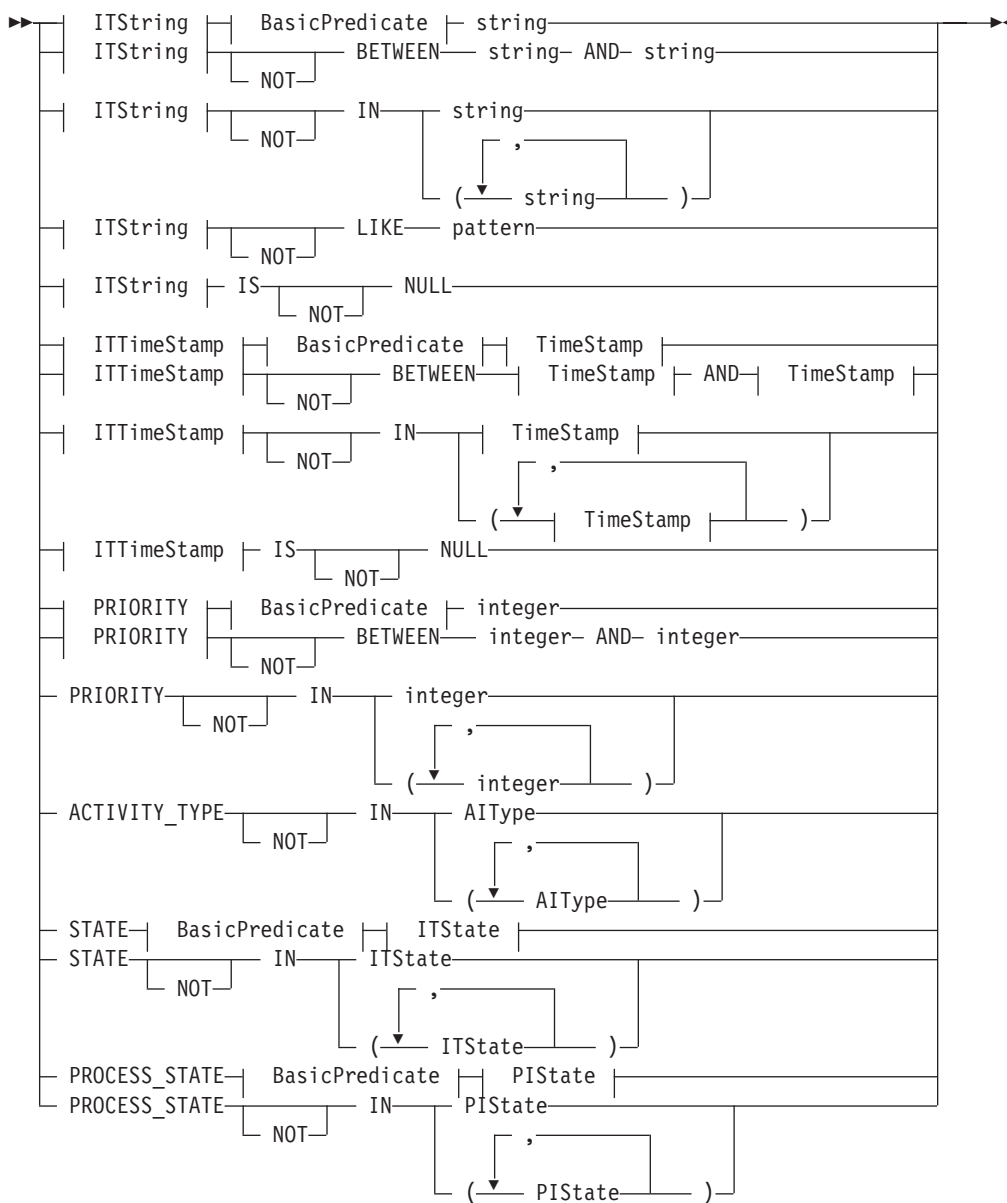 ITString BasicPredicate string
ITString BETWEEN string AND string
NOT
ITString IN string
NOT
,
( string )
ITString LIKE pattern
NOT
ITString IS NULL
NOT
ITTimeStamp BasicPredicate TimeStamp
ITTimeStamp BETWEEN TimeStamp AND TimeStamp
NOT
ITTimeStamp IN TimeStamp
NOT
,
( TimeStamp )
ITTimeStamp IS NULL
NOT
PRIORITY BasicPredicate integer
PRIORITY BETWEEN integer AND integer
NOT
PRIORITY IN integer
NOT
,
( integer )
ACTIVITY_TYPE IN AIType
NOT
,
( AIType )
STATE BasicPredicate ITState
STATE IN ITState
NOT
,
( ITState )
PROCESS_STATE BasicPredicate PIState
PROCESS_STATE IN PIState
NOT
,
( PIState )